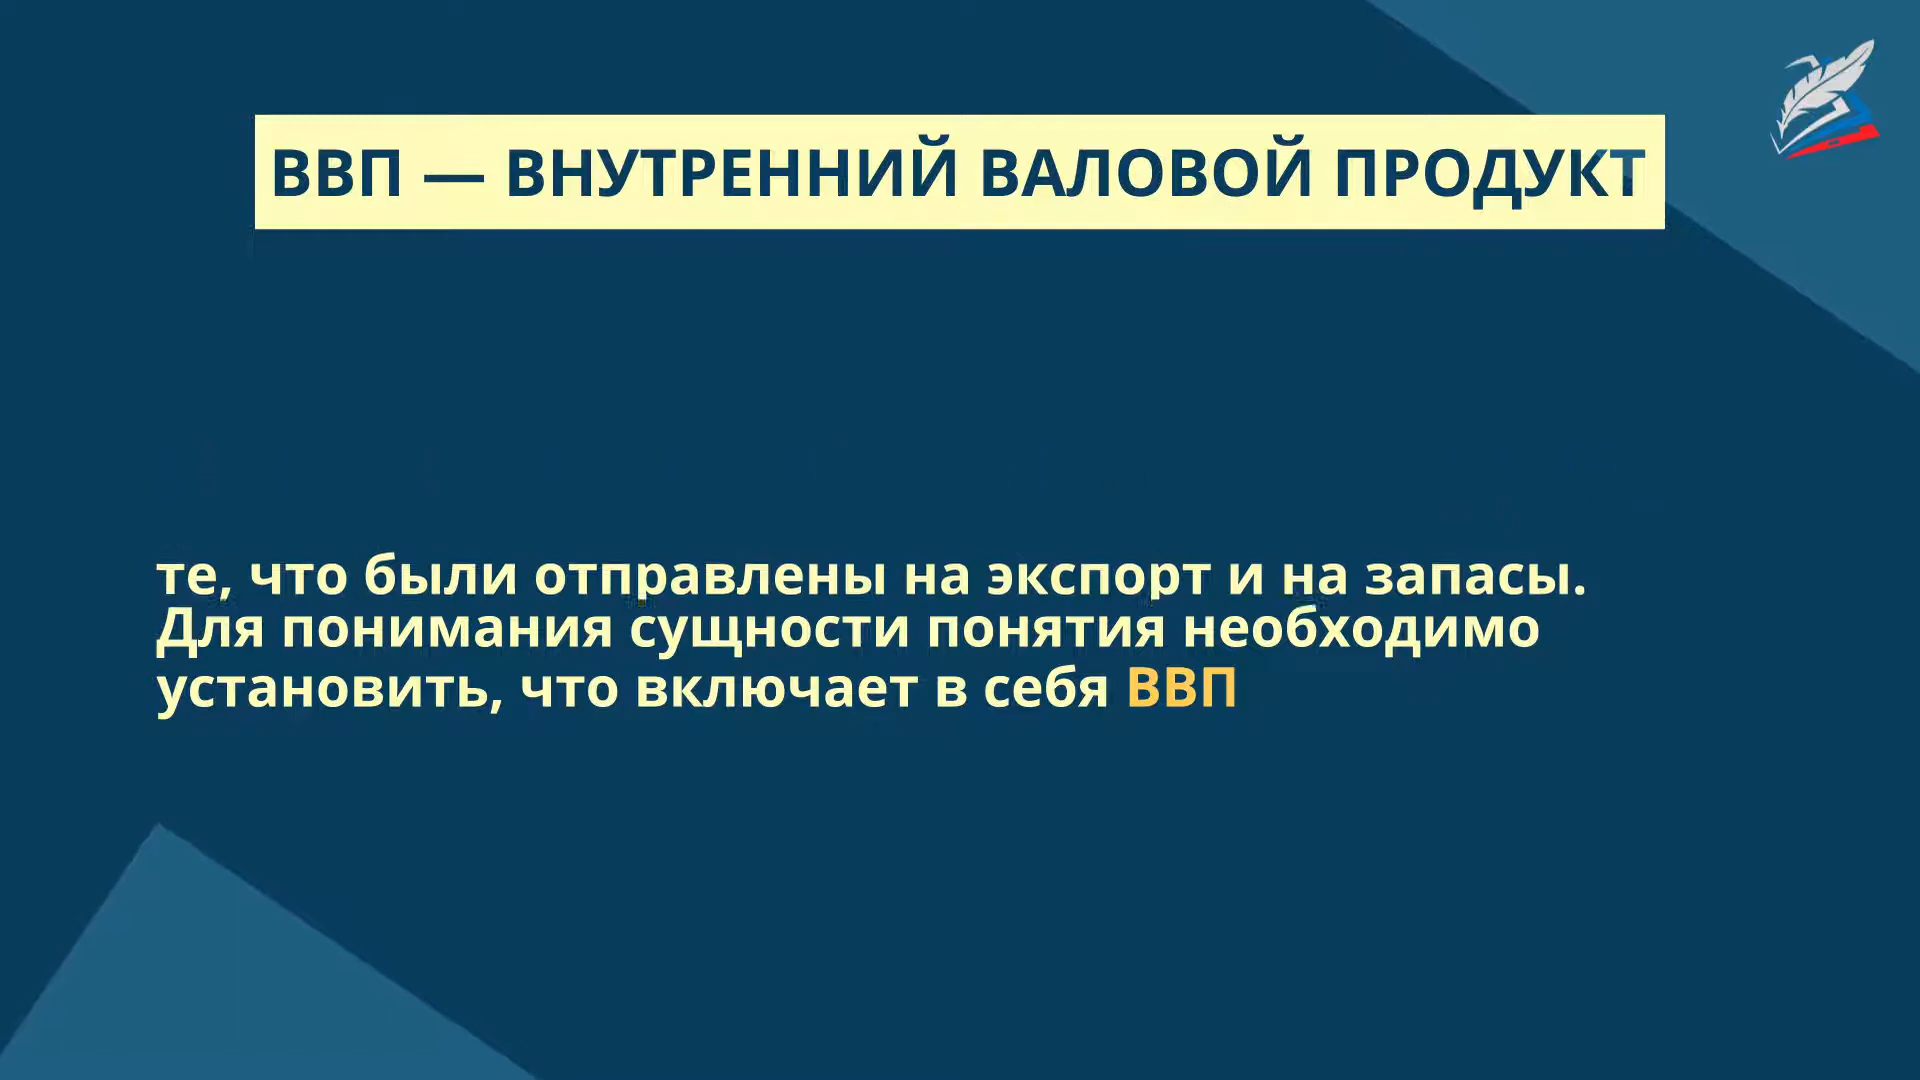 ВВП — ВНУТРЕННИЙ ВАЛОВОЙ ПРОДУКТ
те, что были отправлены на экспорт и на запасы.
Для понимания сущности понятия необходимо
установить, что включает в себя ВВП